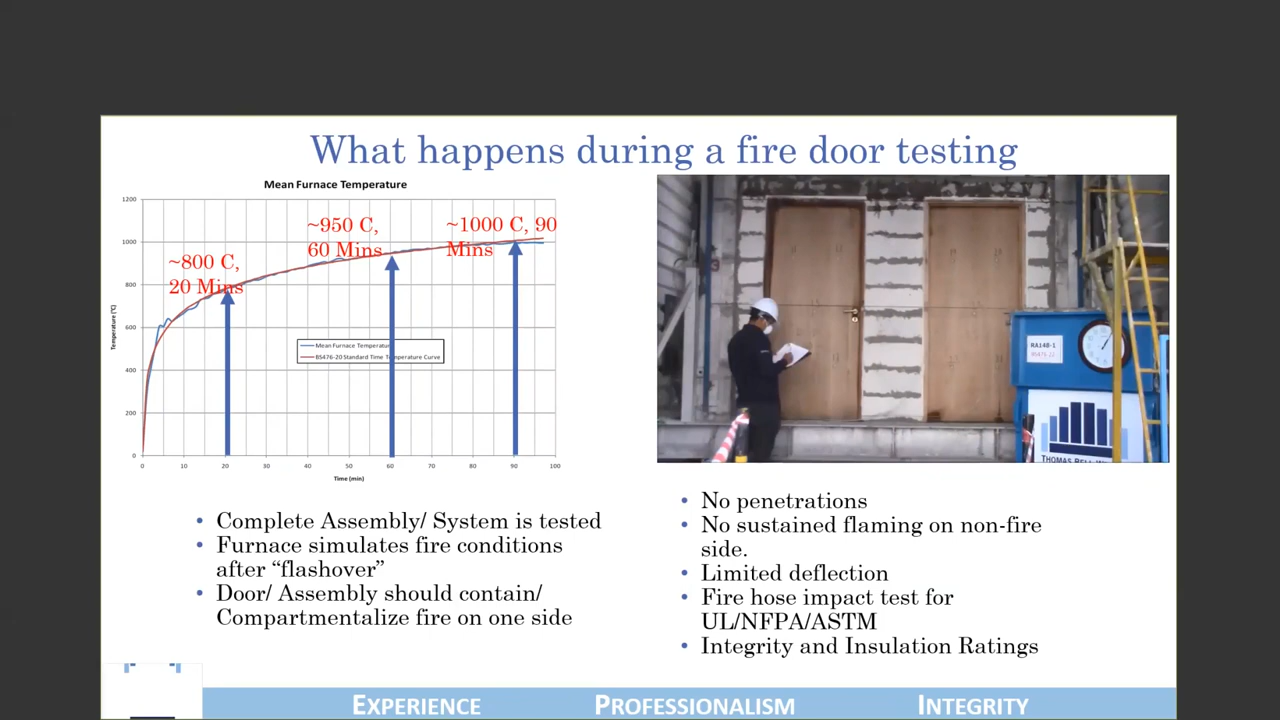 What happens during a fire door testing
Mean Furnace Temperature
1200
1000
800
600
400
200
0
Temperature (°C)
0 10 20 30 40 50 60 70 80 90 100
Time (min)
~800 C,
20 Mins
~950 C,
60 Mins
~1000 C, 90
Mins
Mean Furnace Temperature
BS476-20 Standard Time Temperature Curve
RA148-1
THOMAS BELL
• Complete Assembly/ System is tested
• Furnace simulates fire conditions
after “flashover”
• Door/ Assembly should contain/
Compartmentalize fire on one side
• No penetrations
• No sustained flaming on non-fire
side.
• Limited deflection
• Fire hose impact test for
UL/NFPA/ASTM
• Integrity and Insulation Ratings
EXPERIENCE PROFESSIONALISM INTEGRITY